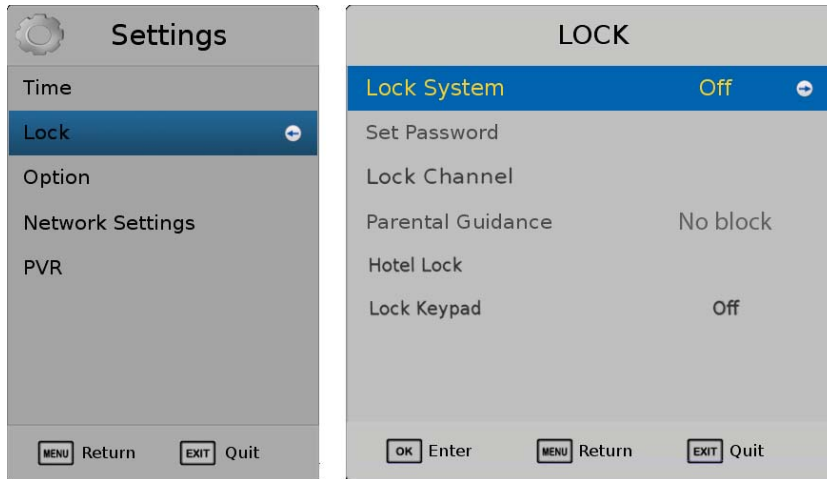 Settings
Time
Lock
Option
Network Settings
PVR
MENU Return EXIT Quit
LOCK
Lock System Off
Set Password
Lock Channel
Parental Guidance No block
Hotel Lock
Lock Keypad Off
OK Enter MENU Return EXIT Quit